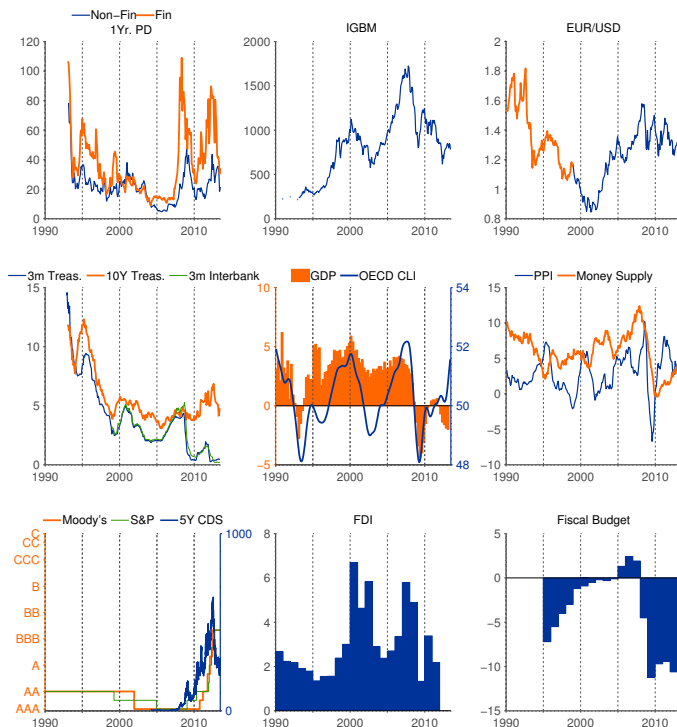 Non-Fin Fin
1Yr. PD
120
100
80
60
40
20
0
1990 2000 2010
IGBM
2000
1500
1000
500
0
1990 2000 2010
EUR/USD
2
1.8
1.6
1.4
1.2
1
0.8
1990 2000 2010
3m Treas. 10Y Treas. 3m Interbank
15
10
5
0
1990 2000 2010
GDP OECD CLI
10
5
0
-5
54
52
50
48
1990 2000 2010
PPI Money Supply
15
10
5
0
-5
-10
1990 2000 2010
Moody's S&P 5Y CDS
C
CC
CCC
B
BB
BBB
A
AA
AAA
1000
0
1990 2000 2010
FDI
8
6
4
2
0
1990 2000 2010
Fiscal Budget
5
0
-5
-10
-15
1990 2000 2010